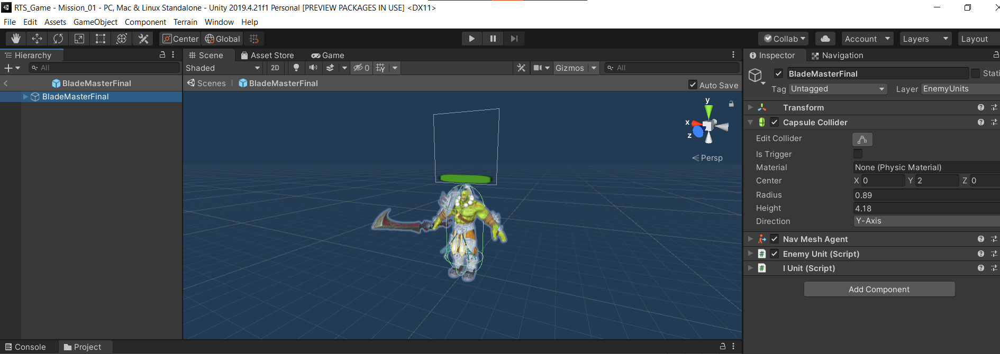 RTS_Game - Mission_01 - PC, Mac & Linux Standalone - Unity 2019.4.21f1 Personal [PREVIEW PACKAGES IN USE] <DX11>
File Edit Assets GameObject Component Terrain Window Help
Center Global Collab Account Layers Layout
Hierarchy
All
BladeMasterFinal
BladeMasterFinal
Scene Asset Store Game
Shaded 2D 0 Gizmos All
Scenes BladeMasterFinal Auto Save
y
x
z
Persp
Inspector Navigation
BladeMasterFinal Stati
Tag Untagged Layer EnemyUnits
Transform
Capsule Collider
Edit Collider
Is Trigger
Material None (Physic Material)
Center X 0 Y 2 Z 0
Radius 0.89
Height 4.18
Direction Y-Axis
Nav Mesh Agent
# Enemy Unit (Script)
# I Unit (Script)
Add Component
Console Project